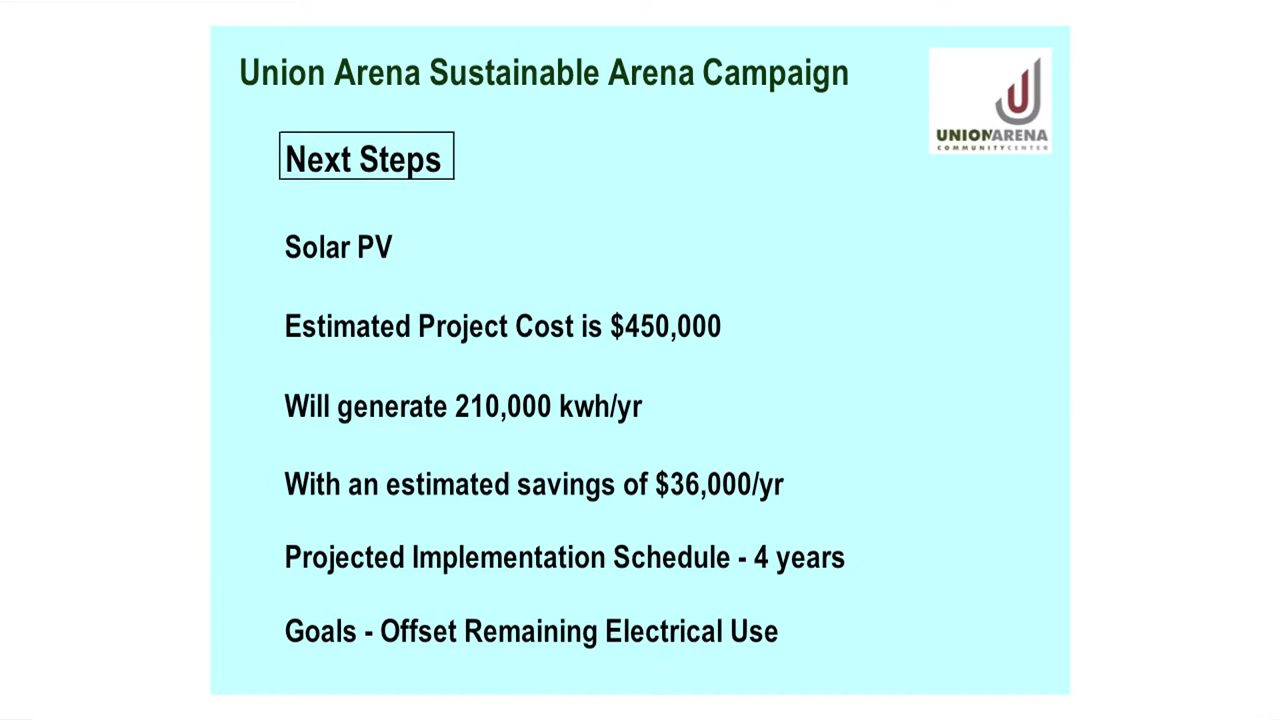 Union Arena Sustainable Arena Campaign
UNIONARENA
COMMUNITYCENTER
Next Steps
Solar PV
Estimated Project Cost is $450,000
Will generate 210,000 kwh/yr
With an estimated savings of $36,000/yr
Projected Implementation Schedule - 4 years
Goals - Offset Remaining Electrical Use